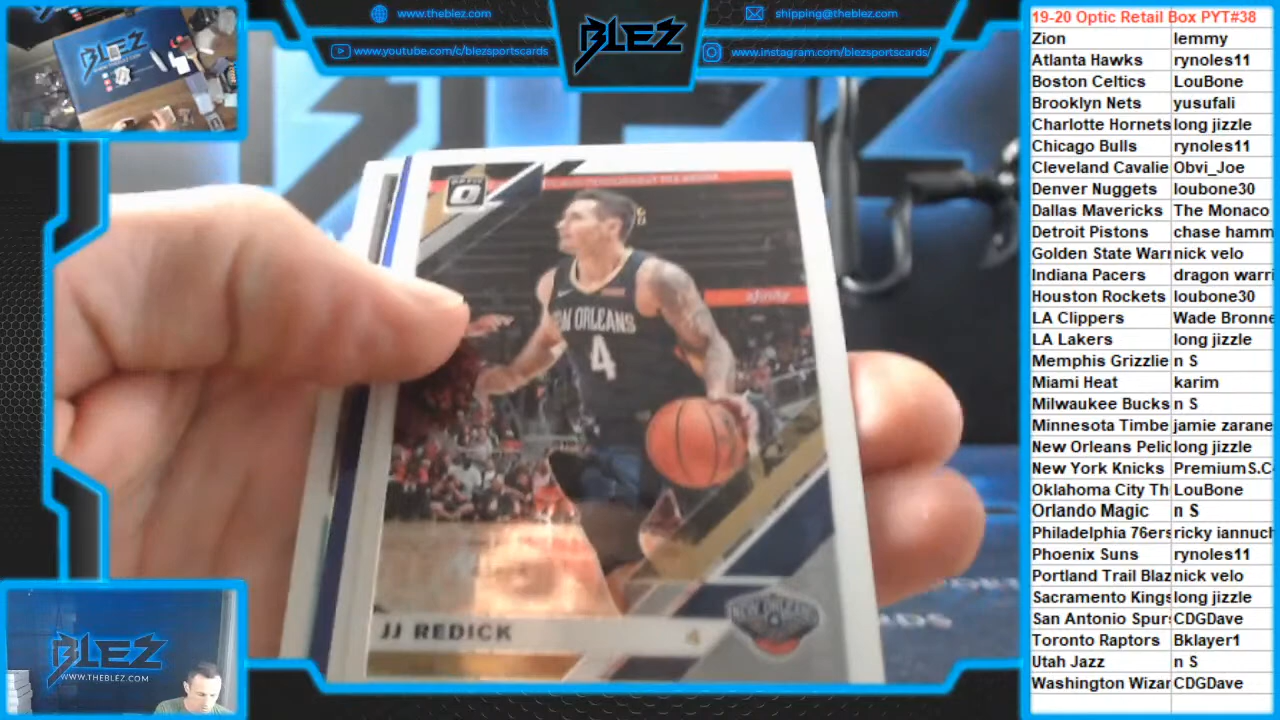 www.theblez.com
shipping@theblez.com
www.youtube.com/c/blezsportscards
www.instagram.com/blezsportscards/
BLEZ
OPTIC
NEW ORLEANS
4
xfinity
JJ REDICK 4
NEW ORLEANS
BLEZ
WWW.THEBLEZ.COM
19-20 Optic Retail Box PYT#38
Zion lemmy
Atlanta Hawks rynoles11
Boston Celtics LouBone
Brooklyn Nets yusufali
Charlotte Hornets long jizzle
Chicago Bulls rynoles11
Cleveland Cavalie Obvi_Joe
Denver Nuggets loubone30
Dallas Mavericks The Monaco
Detroit Pistons chase hamm
Golden State Warr nick velo
Indiana Pacers dragon warri
Houston Rockets loubone30
LA Clippers Wade Bronne
LA Lakers long jizzle
Memphis Grizzlie n S
Miami Heat karim
Milwaukee Bucks n S
Minnesota Timbe jamie zarane
New Orleans Pelic long jizzle
New York Knicks PremiumS.C
Oklahoma City Th LouBone
Orlando Magic n S
Philadelphia 76ers ricky iannuch
Phoenix Suns rynoles11
Portland Trail Blaz nick velo
Sacramento Kings long jizzle
San Antonio Spurs CDGDave
Toronto Raptors Bklayer1
Utah Jazz n S
Washington Wizar CDGDave